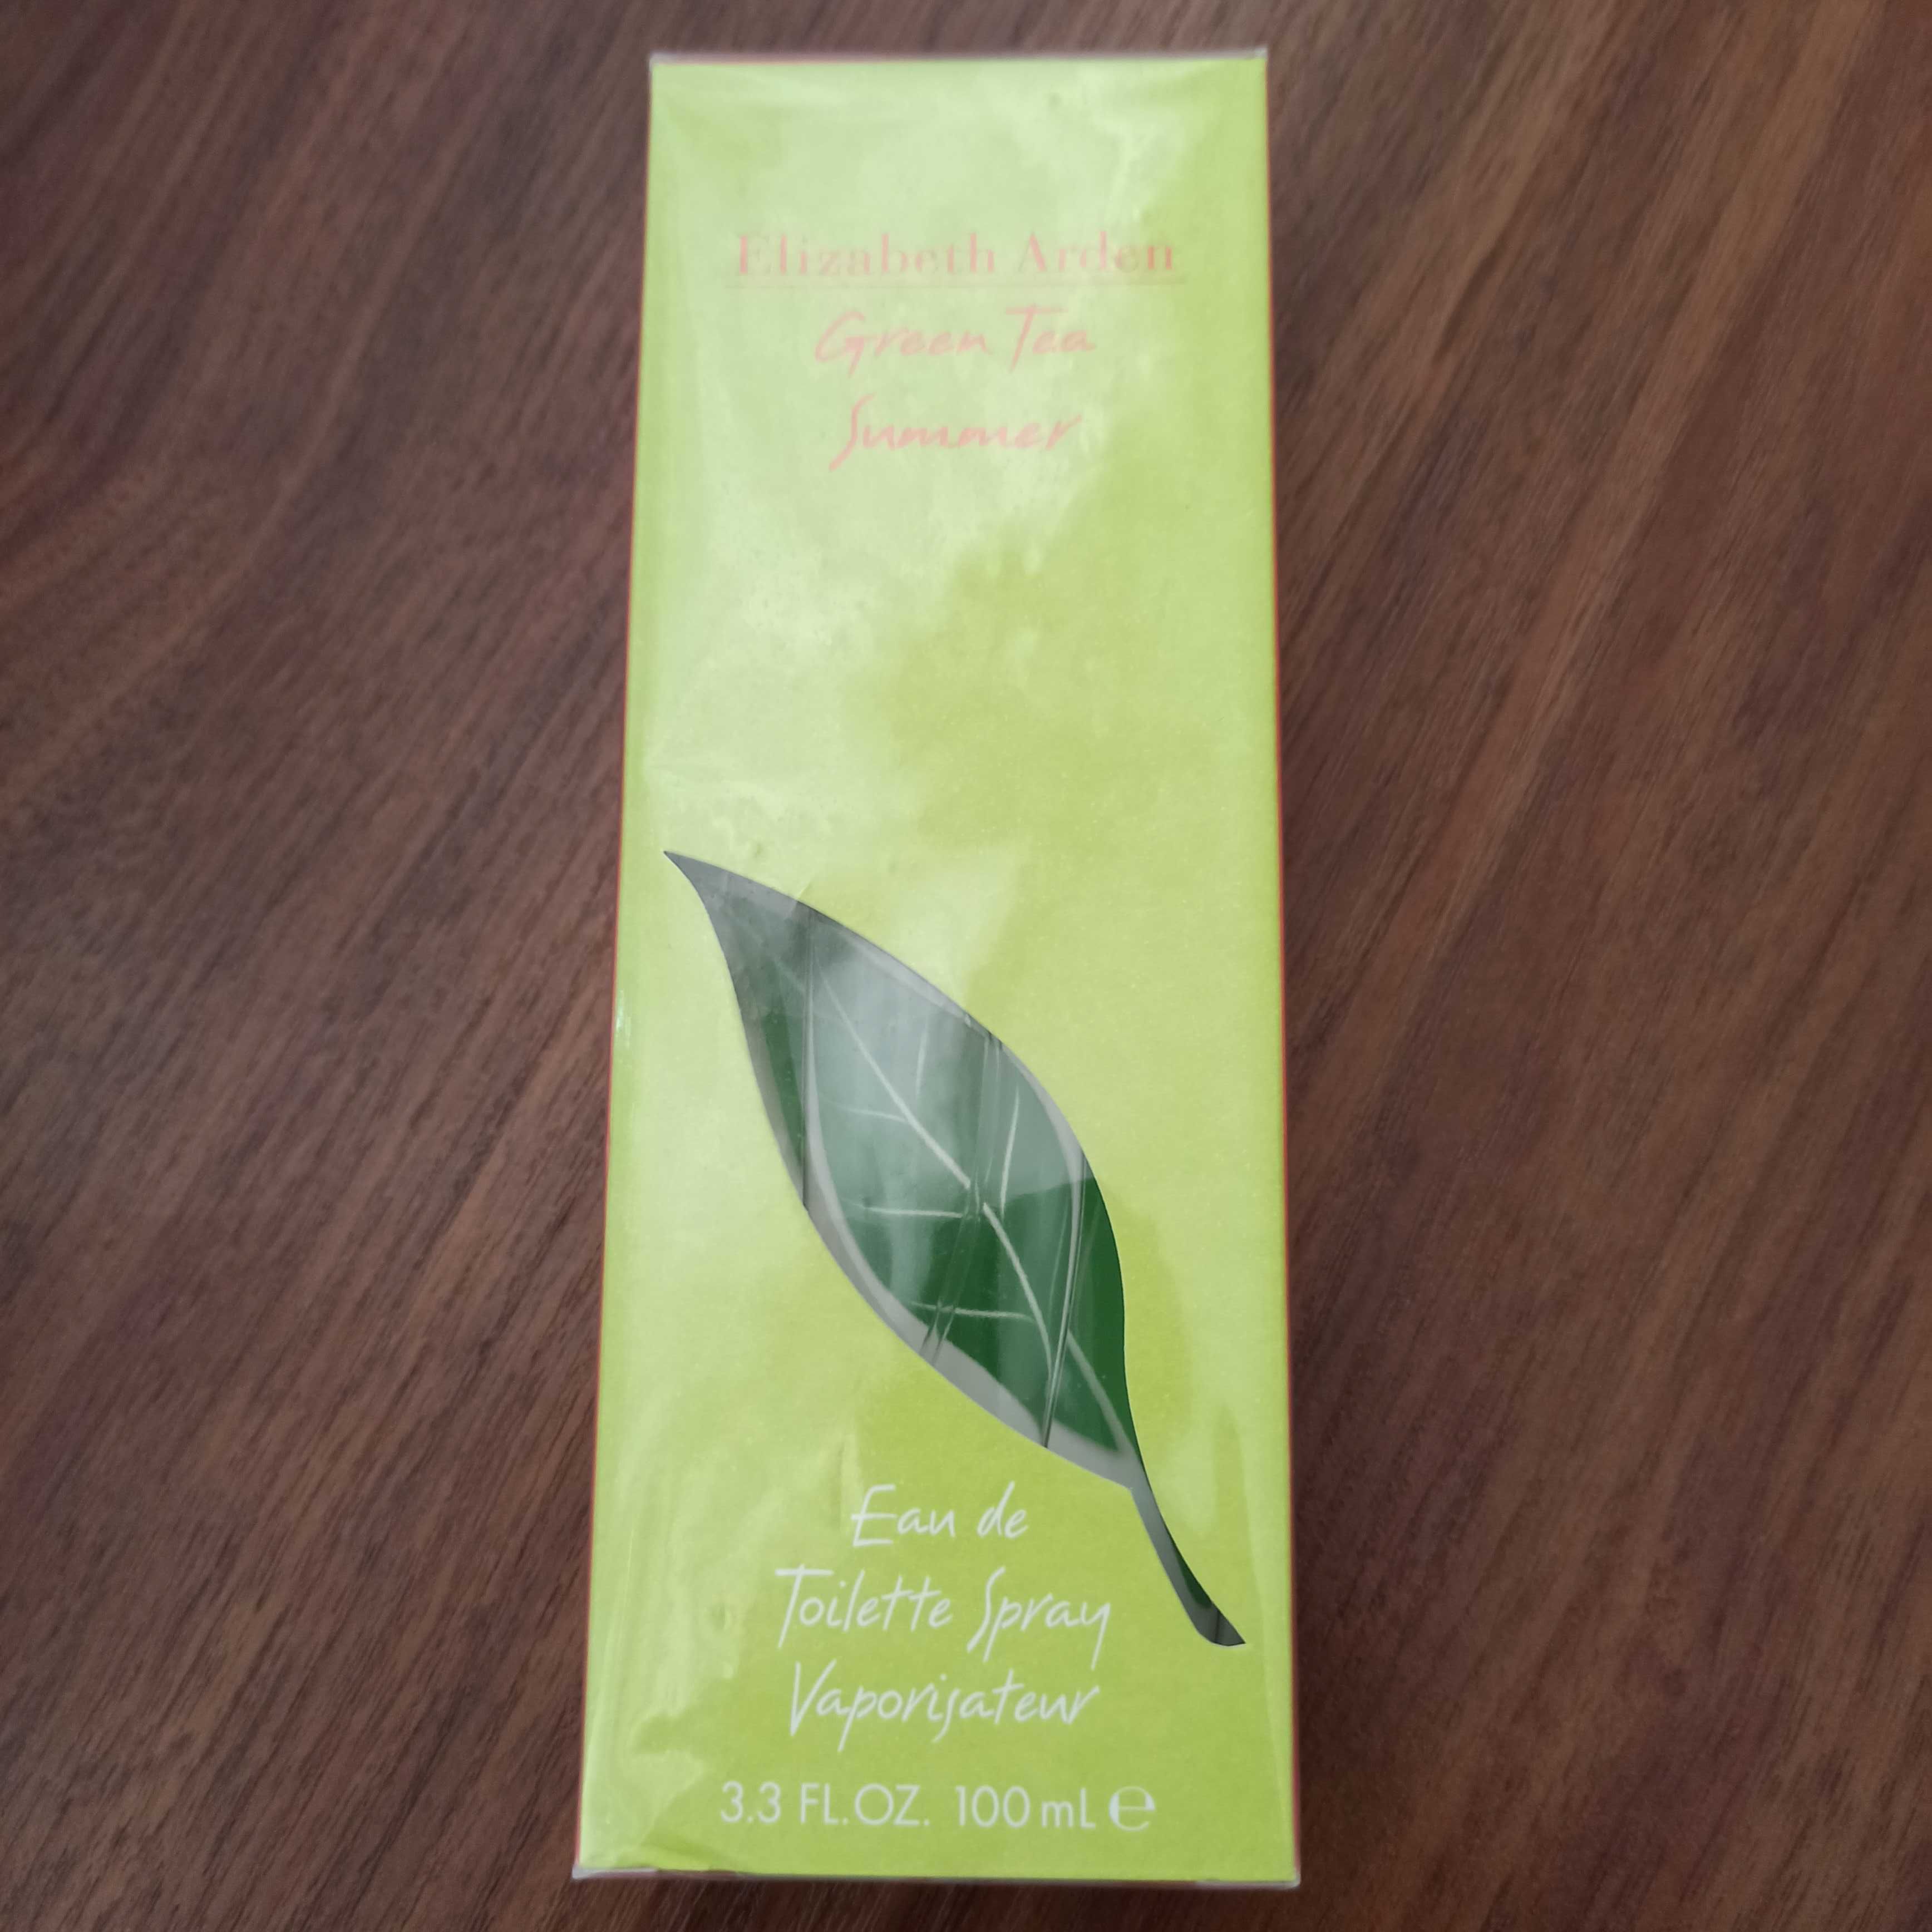 Elizabeth Arden
Green Tea
Summer
Eau de
Toilette Spray
Vaporisateur
3.3 FL.OZ. 100 mL ℮